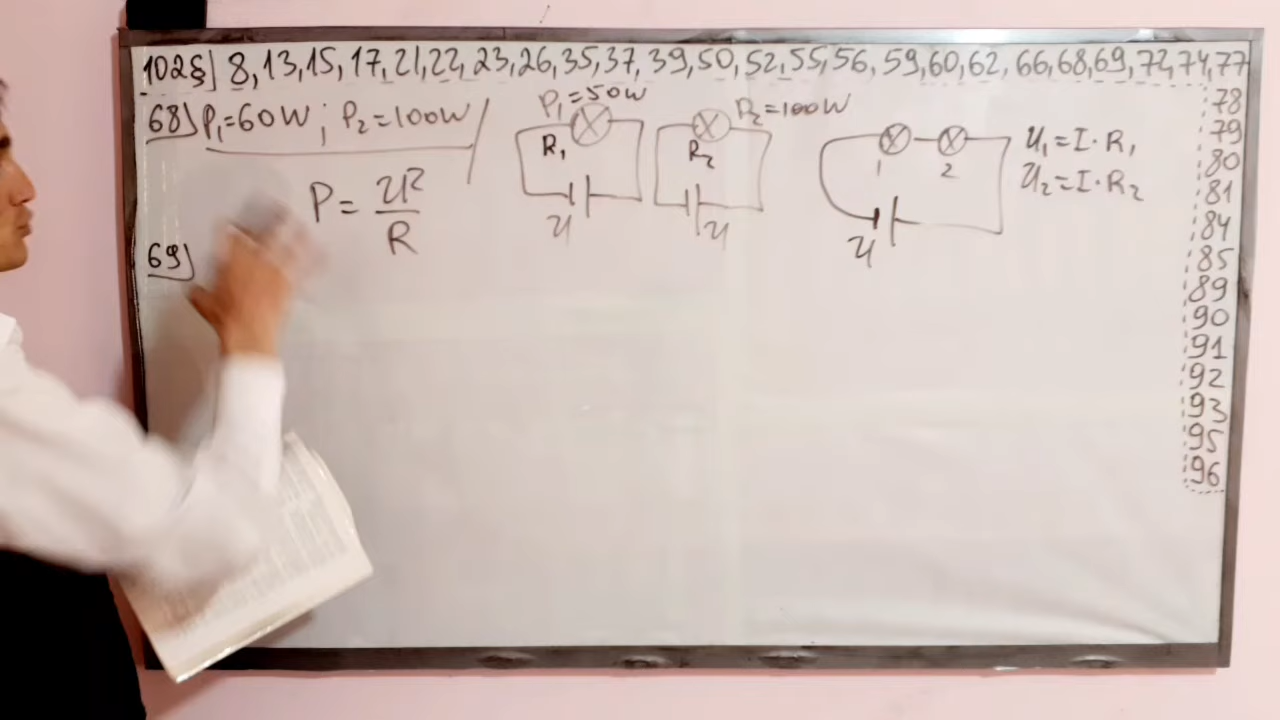 102§] 8, 13, 15, 17, 21, 22, 23, 26, 35, 37, 39, 50, 52, 55, 56, 59, 60, 62, 66, 68, 69, 72, 74, 77
78
79
80
81
84
85
89
90
91
92
93
95
96
68) P₁=60W; P₂=100W
P = U²/R
P₁=50W
R₁
U
P₂=100W
R₂
U
1
2
U
U₁=I·R₁
U₂=I·R₂
69)